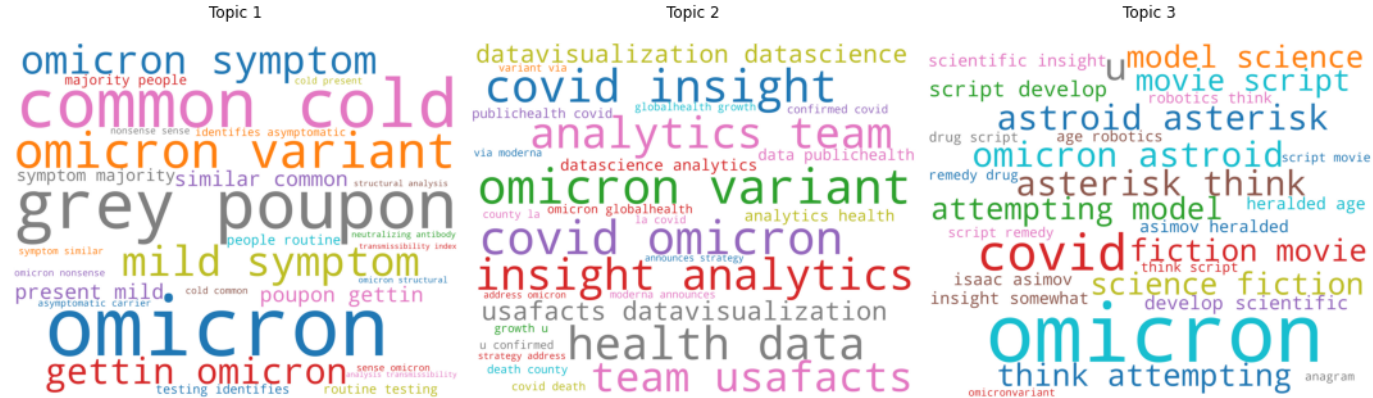 Topic 1
omicron symptom
majority people
cold present
common cold
nonsense sense
identifies asymptomatic
omicron variant
symptom majority
similar common
structural analysis
grey poupon
neutralizing antibody
people routine
transmissibility index
symptom similar
mild symptom
omicron nonsense
omicron structural
present mild
cold common
poupon gettin
asymptomatic carrier
omicron
gettin omicron
sense omicron
analysis transmissibility
testing identifies
routine testing
Topic 2
datavisualization datascience
variant via
covid insight
globalhealth growth
publichealth covid
confirmed covid
analytics team
via moderna
data publichealth
datascience analytics
omicron variant
omicron globalhealth
county la
la covid
analytics health
covid omicron
announces strategy
insight analytics
address omicron
moderna announces
usafacts datavisualization
growth u
u confirmed
health data
strategy address
death county
team usafacts
covid death
Topic 3
model science
scientific insight
u
movie script
script develop
robotics think
astroid asterisk
drug script
age robotics
omicron astroid
script movie
remedy drug
asterisk think
attempting model
heralded age
asimov heralded
script remedy
covid
fiction movie
think script
isaac asimov
science fiction
insight somewhat
develop scientific
omicron
think attempting
anagram
omicronvariant